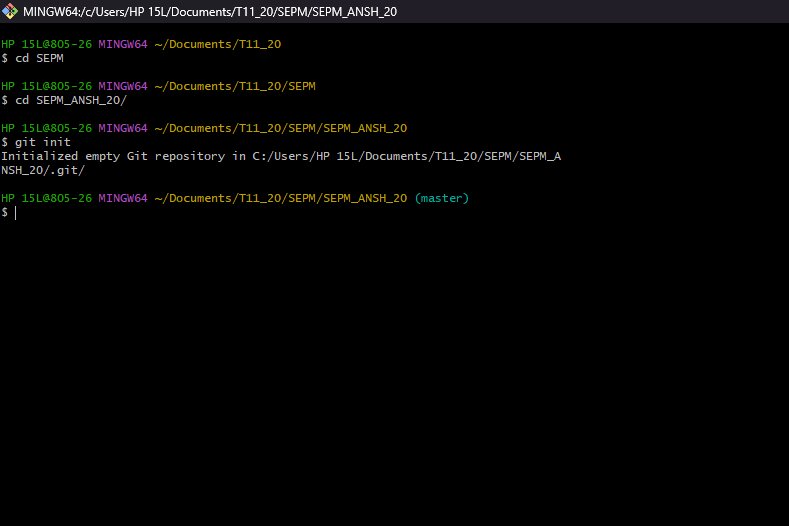 MINGW64:/c/Users/HP 15L/Documents/T11_20/SEPM/SEPM_ANSH_20
HP 15L@805-26 MINGW64 ~/Documents/T11_20
$ cd SEPM
HP 15L@805-26 MINGW64 ~/Documents/T11_20/SEPM
$ cd SEPM_ANSH_20/
HP 15L@805-26 MINGW64 ~/Documents/T11_20/SEPM/SEPM_ANSH_20
$ git init
Initialized empty Git repository in C:/Users/HP 15L/Documents/T11_20/SEPM/SEPM_A
NSH_20/.git/
HP 15L@805-26 MINGW64 ~/Documents/T11_20/SEPM/SEPM_ANSH_20 (master)
$